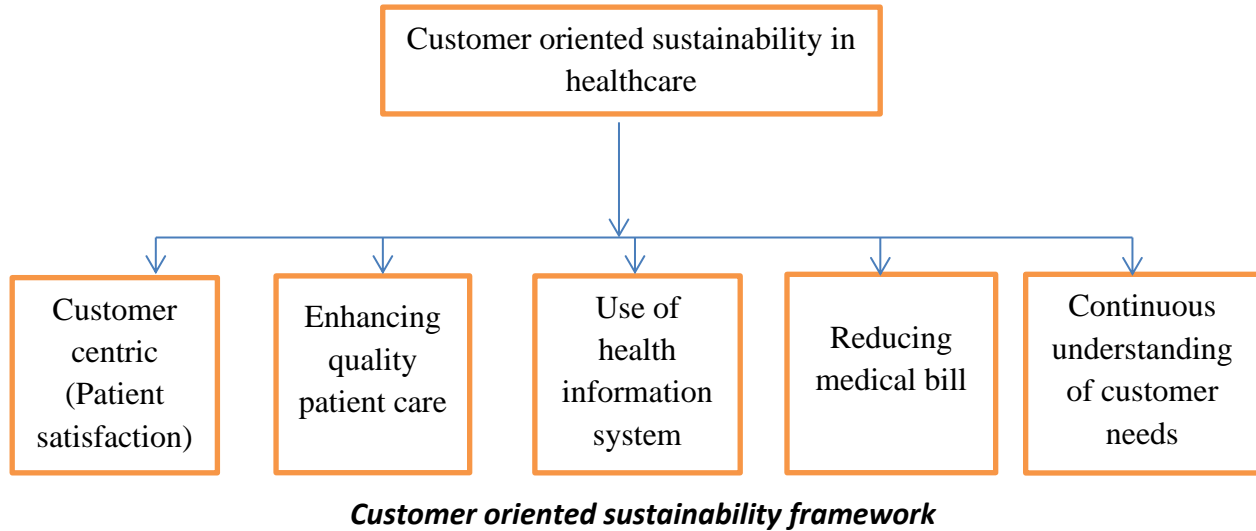 Customer oriented sustainability in
healthcare
Customer
centric
(Patient
satisfaction)
Enhancing
quality
patient care
Use of
health
information
system
Reducing
medical bill
Continuous
understanding
of customer
needs
Customer oriented sustainability framework